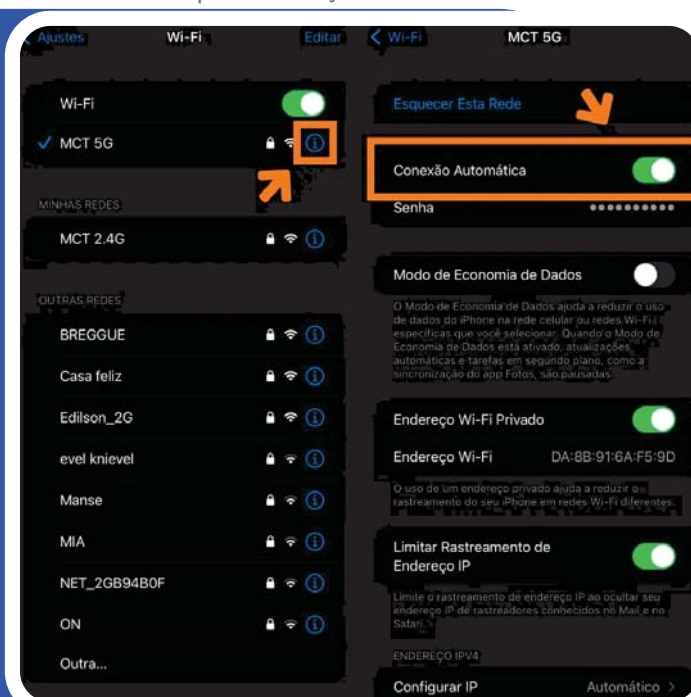 Ajustes
Wi-Fi
Editar
Wi-Fi
MCT 5G
MINHAS REDES
MCT 2.4G
OUTRAS REDES
BREGGUE
Casa feliz
Edilson_2G
evel knievel
Manse
MIA
NET_2GB94B0F
ON
Outra...
Wi-Fi
MCT 5G
Esquecer Esta Rede
Conexão Automática
Senha
Modo de Economia de Dados
O Modo de Economia de Dados ajuda a reduzir o uso
de dados do iPhone na rede celular ou redes Wi-Fi
específicas que você selecionar. Quando o Modo de
Economia de Dados está ativado, atualizações
automáticas e tarefas em segundo plano, como a
sincronização do app Fotos, são pausadas.
Endereço Wi-Fi Privado
Endereço Wi-Fi DA:8B:91:6A:F5:9D
O uso de um endereço privado ajuda a reduzir o
rastreamento do seu iPhone em redes Wi-Fi diferentes.
Limitar Rastreamento de
Endereço IP
Limite o rastreamento de endereço IP ao ocultar seu
endereço IP de rastreadores conhecidos no Mail e no
Safari.
ENDEREÇO IPV4
Configurar IP Automático